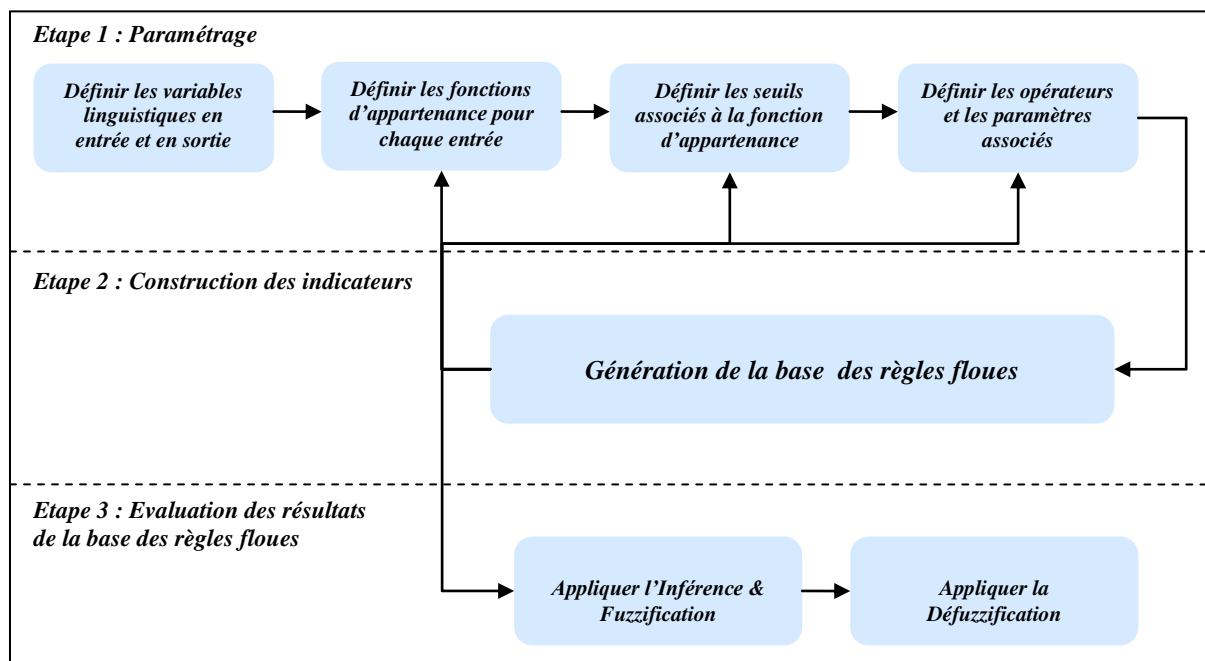 Etape 1 : Paramétrage
Définir les variables
linguistiques en
entrée et en sortie
Définir les fonctions
d’appartenance pour
chaque entrée
Définir les seuils
associés à la fonction
d’appartenance
Définir les opérateurs
et les paramètres
associés
Etape 2 : Construction des indicateurs
Génération de la base des règles floues
Etape 3 : Evaluation des résultats
de la base des règles floues
Appliquer l’Inférence &
Fuzzification
Appliquer la
Défuzzification